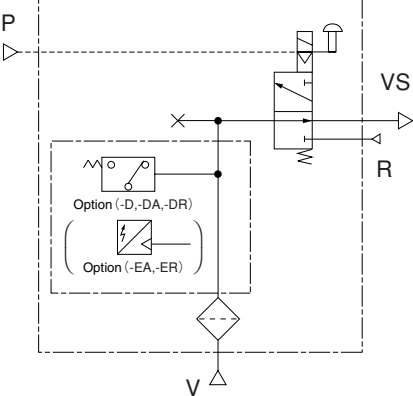 P
VS
R
Option (-D,-DA,-DR)
Option (-EA,-ER)
V